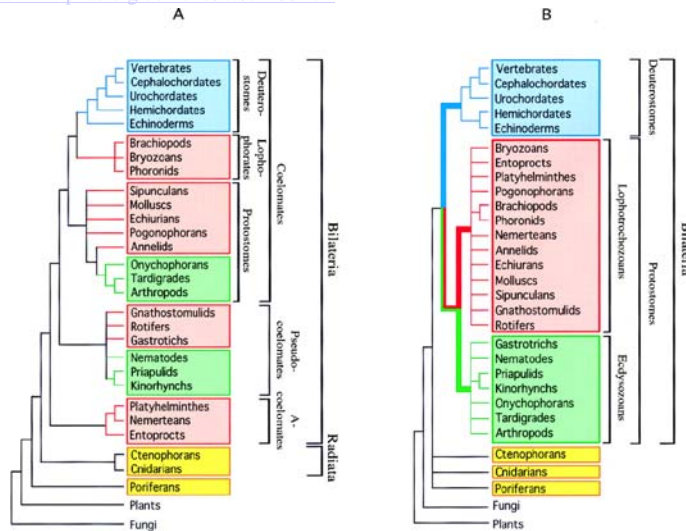 A
Vertebrates
Cephalochordates
Urochordates
Hemichordates
Echinoderms
Brachiopods
Bryozoans
Phoronids
Sipunculans
Molluscs
Echiurians
Pogonophorans
Annelids
Onychophorans
Tardigrades
Arthropods
Gnathostomulids
Rotifers
Gastrotichs
Nematodes
Priapulids
Kinorhynchs
Platyhelminthes
Nemerteans
Entoprocts
Ctenophorans
Cnidarians
Poriferans
Plants
Fungi
Deutero-
stomes
Lopho-
phorates
Protostomes
Coelomates
Pseudo-
coelomates
A-
coelomates
Bilateria
Radiata
B
Vertebrates
Cephalochordates
Urochordates
Hemichordates
Echinoderms
Bryozoans
Entoprocts
Platyhelminthes
Pogonophorans
Brachiopods
Phoronids
Nemerteans
Annelids
Echiurans
Molluscs
Sipunculans
Gnathostomulids
Rotifers
Gastrotrichs
Nematodes
Priapulids
Kinorhynchs
Onychophorans
Tardigrades
Arthropods
Ctenophorans
Cnidarians
Poriferans
Fungi
Plants
Deuterostomes
Lophotrochozoans
Ecdysozoans
Protostomes
Bilateria